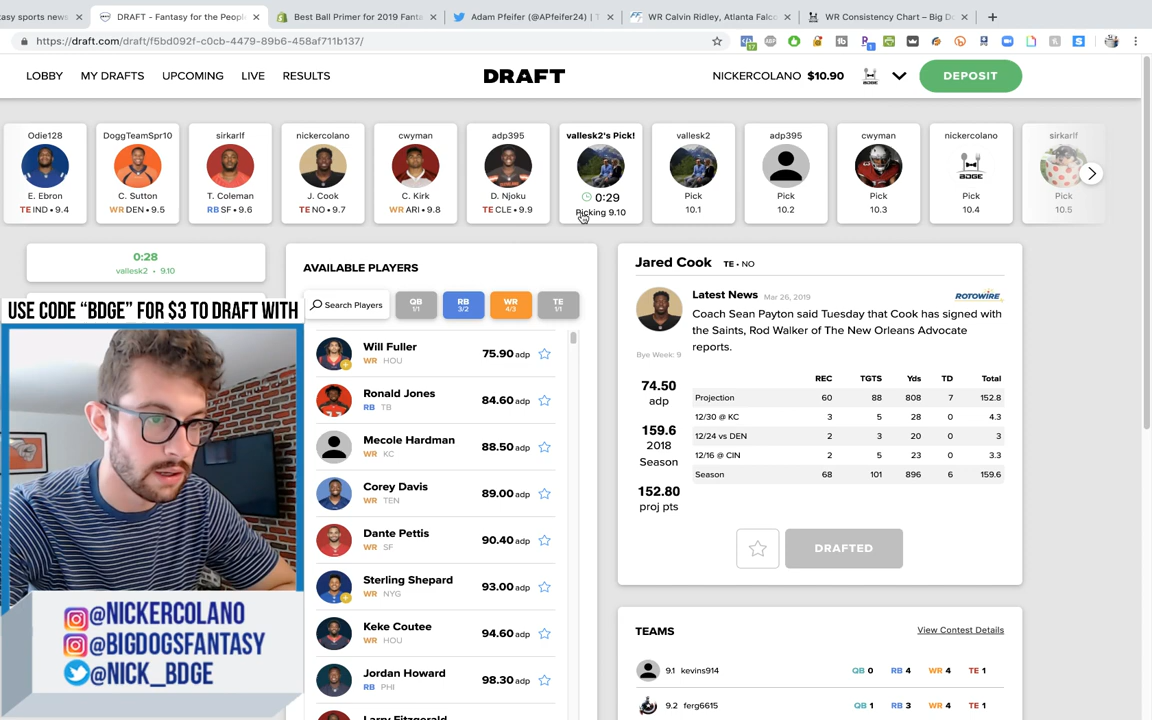 tasy sports news
DRAFT - Fantasy for the People
Best Ball Primer for 2019 Fanta
Adam Pfeifer (@APfeifer24) | T
WR Calvin Ridley, Atlanta Falco
WR Consistency Chart – Big D
https://draft.com/draft/f5bd092f-c0cb-4479-89b6-458af711b137/
LOBBY MY DRAFTS UPCOMING LIVE RESULTS
DRAFT
NICKERCOLANO $10.90
DEPOSIT
Odie128
E. Ebron
TE IND • 9.4
DoggTeamSpr10
C. Sutton
WR DEN • 9.5
sirkarlf
T. Coleman
RB SF • 9.6
nickercolano
J. Cook
TE NO • 9.7
cwyman
C. Kirk
WR ARI • 9.8
adp395
D. Njoku
TE CLE • 9.9
vallesk2's Pick!
0:29
Picking 9.10
vallesk2
Pick
10.1
adp395
Pick
10.2
cwyman
Pick
10.3
nickercolano
BDGE
Pick
10.4
sirkarlf
Pick
10.5
0:28
vallesk2 • 9.10
AVAILABLE PLAYERS
Search Players
QB
1/1
RB
3/2
WR
4/3
TE
1/1
Will Fuller
WR HOU
75.90 adp
Ronald Jones
RB TB
84.60 adp
Mecole Hardman
WR KC
88.50 adp
Corey Davis
WR TEN
89.00 adp
Dante Pettis
WR SF
90.40 adp
Sterling Shepard
WR NYG
93.00 adp
Keke Coutee
WR HOU
94.60 adp
Jordan Howard
RB PHI
98.30 adp
Larry Fitzgerald
Jared Cook TE • NO
Latest News Mar 26, 2019
ROTOWIRE
Coach Sean Payton said Tuesday that Cook has signed with
the Saints, Rod Walker of The New Orleans Advocate
reports.
Bye Week: 9
74.50
adp
159.6
2018
Season
152.80
proj pts
REC TGTS Yds TD Total
Projection 60 88 808 7 152.8
12/30 @ KC 3 5 28 0 4.3
12/24 vs DEN 2 3 20 0 3
12/16 @ CIN 2 5 23 0 3.3
Season 68 101 896 6 159.6
DRAFTED
TEAMS
View Contest Details
9.1 kevins914 QB 0 RB 4 WR 4 TE 1
9.2 ferg6615 QB 1 RB 3 WR 4 TE 1
USE CODE "BDGE" FOR $3 TO DRAFT WITH
@NICKERCOLANO
@BIGDOGSFANTASY
@NICK_BDGE